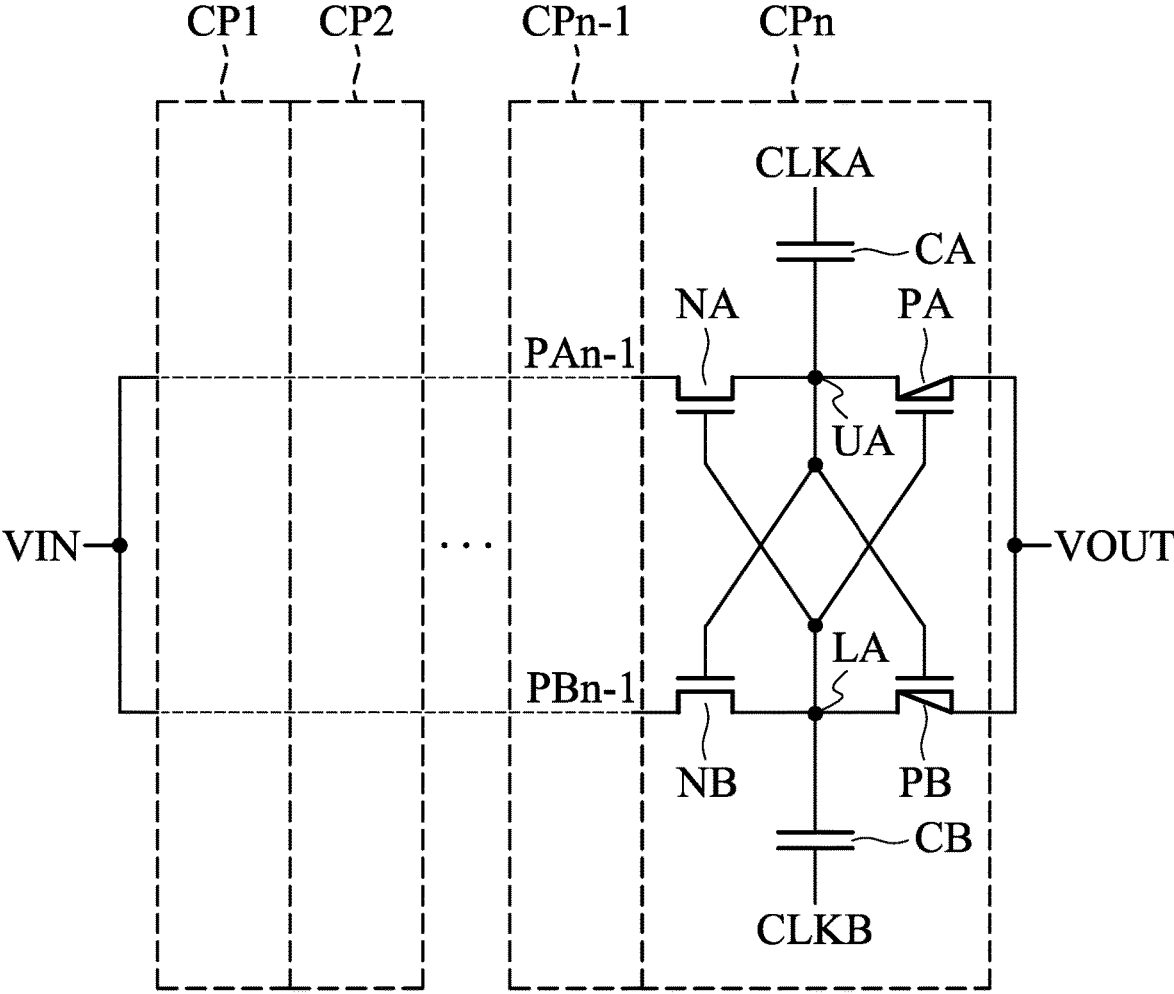 CP1 CP2 CPn-1 CPn
CLKA
CA
NA PA
PAn-1
UA
VIN · · · VOUT
LA
PBn-1
NB PB
CB
CLKB